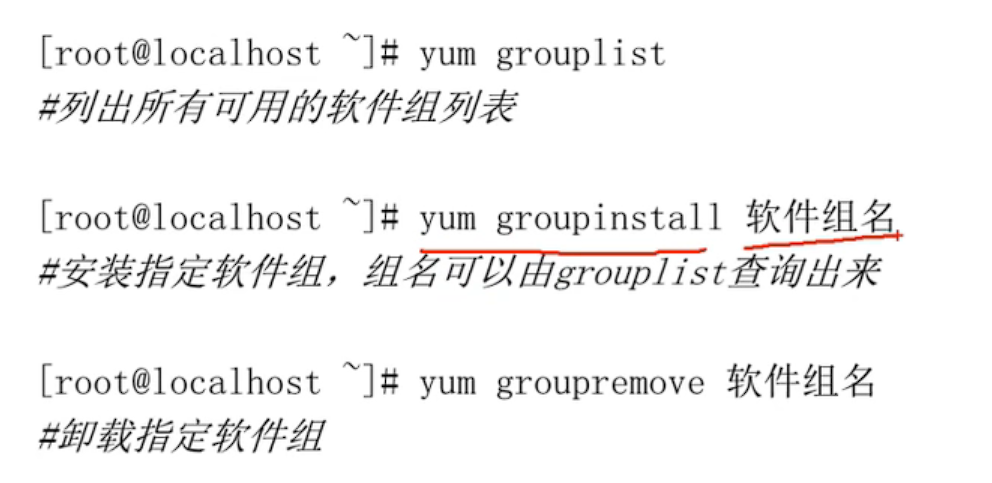 [root@localhost ~]# yum grouplist
#列出所有可用的软件组列表
[root@localhost ~]# yum groupinstall 软件组名
#安装指定软件组，组名可以由grouplist查询出来
[root@localhost ~]# yum groupremove 软件组名
#卸载指定软件组